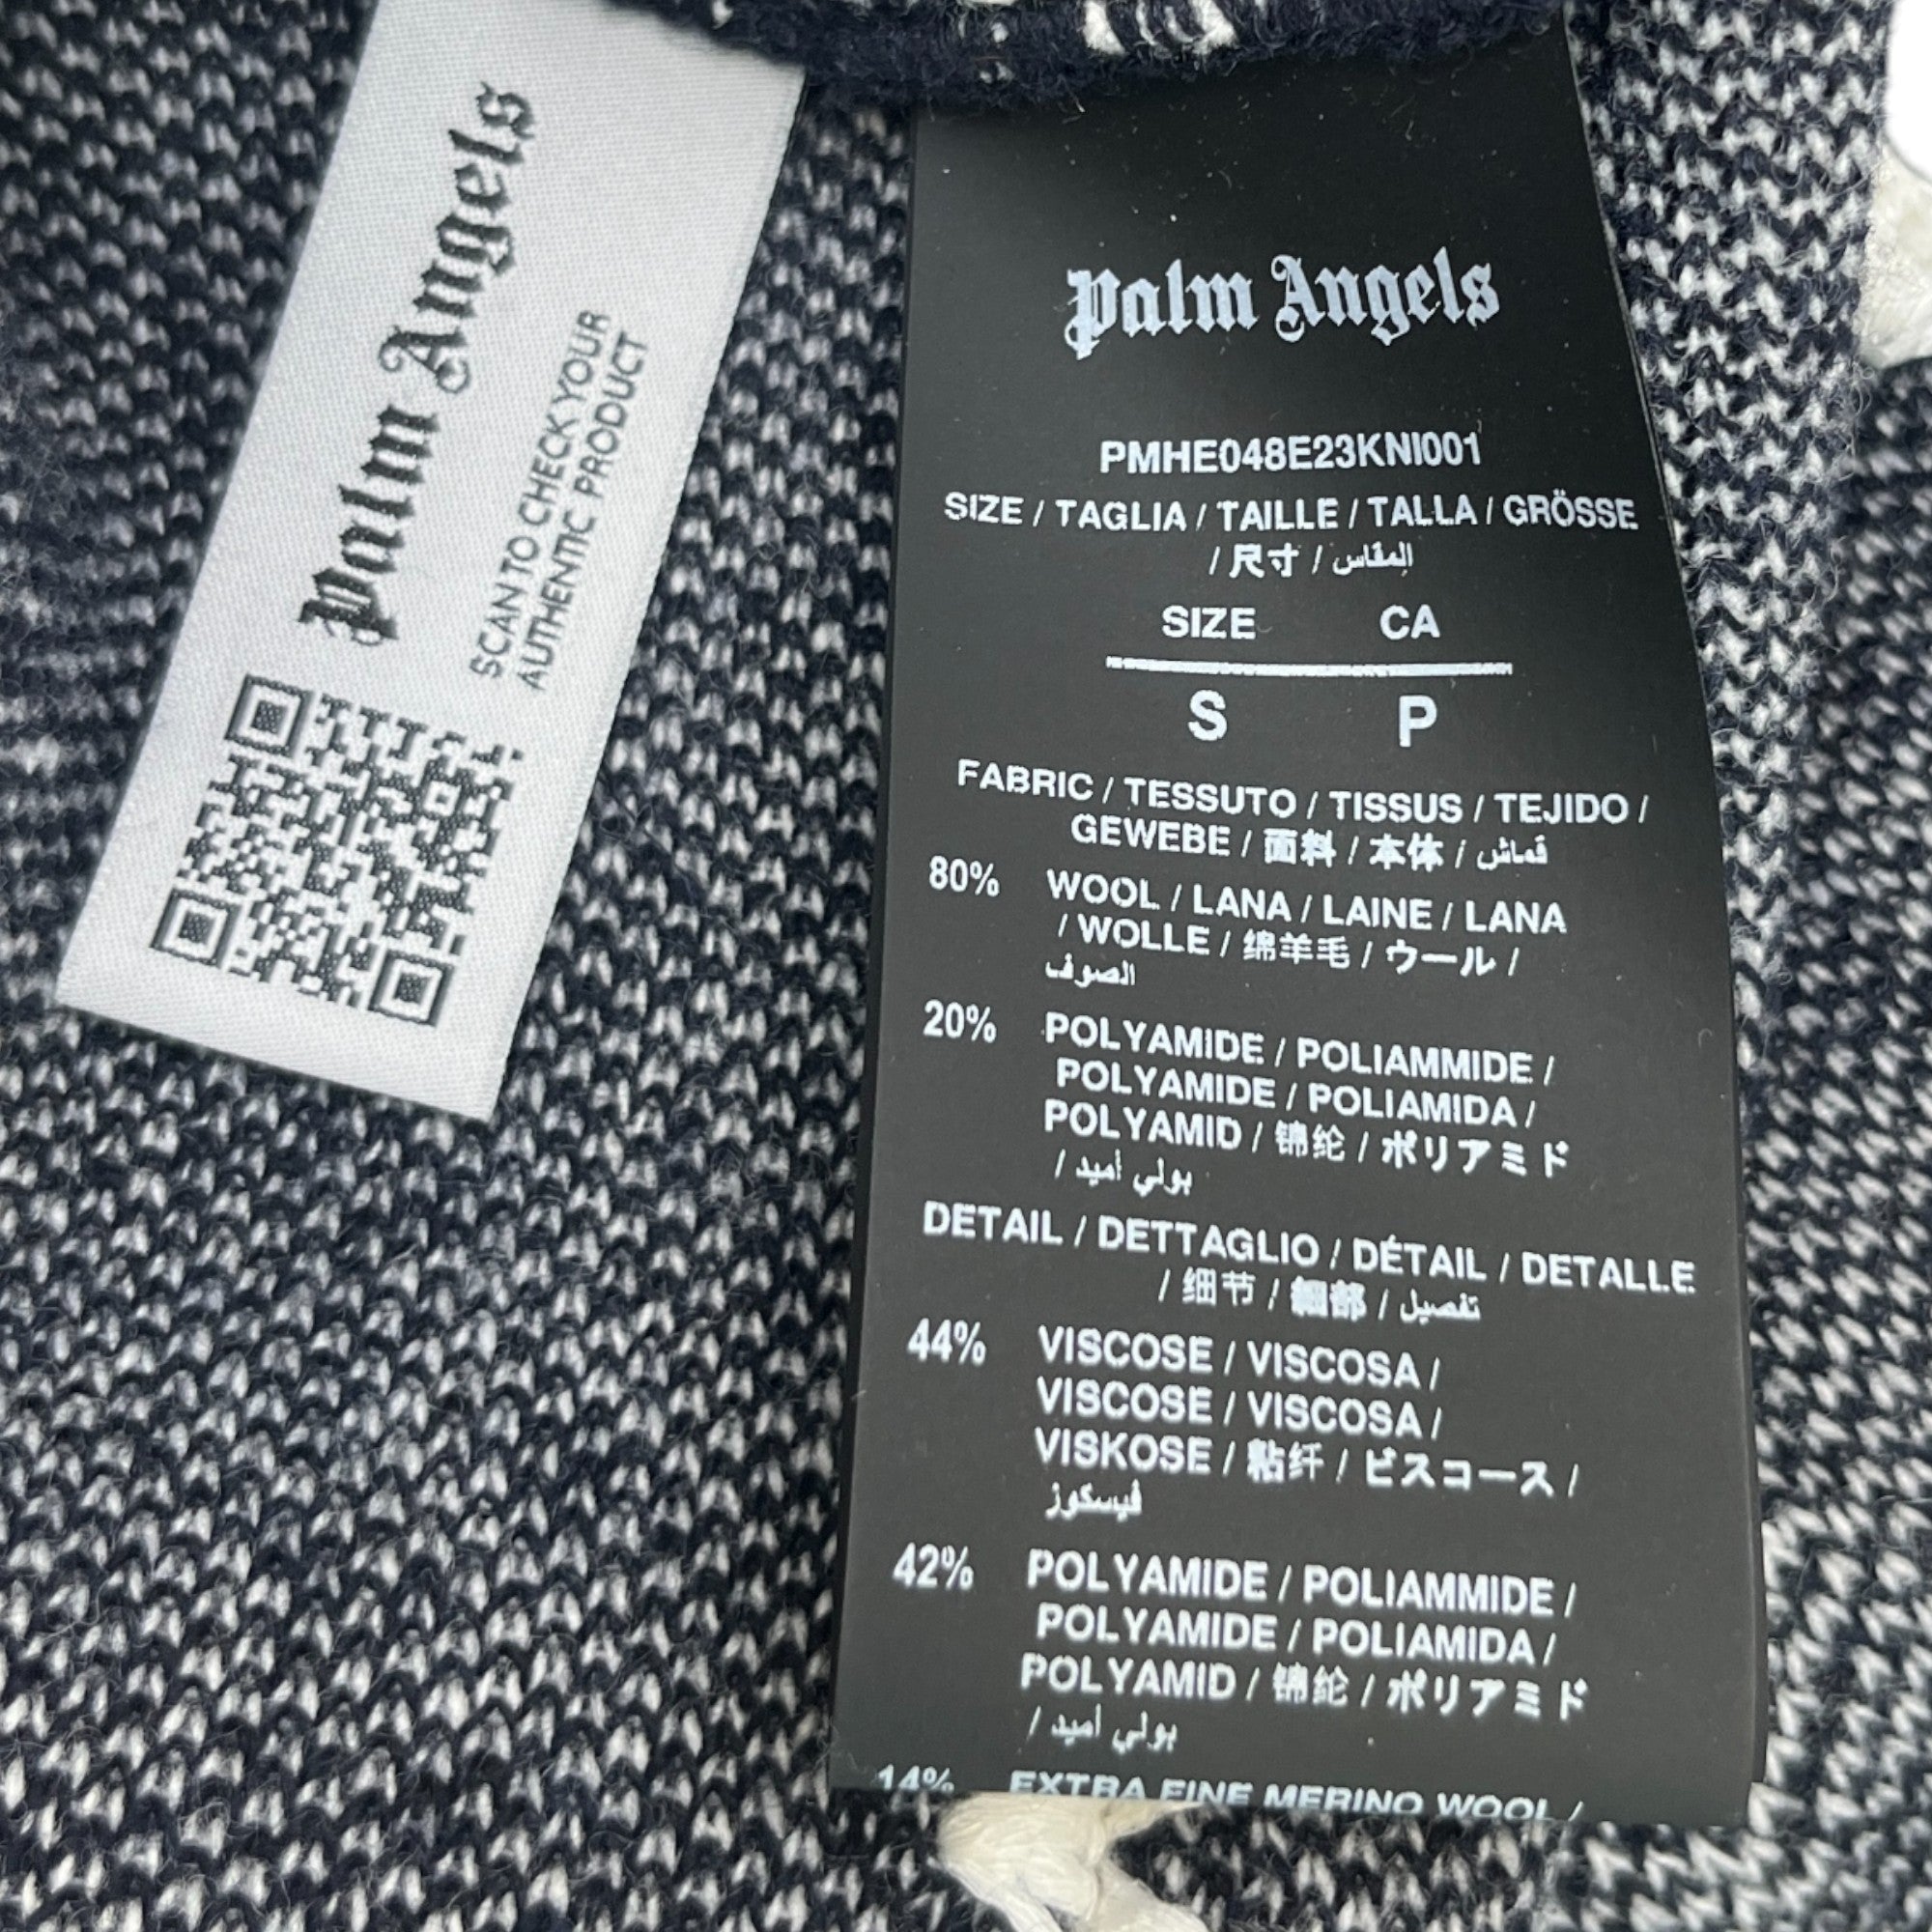 Palm Angels
SCAN TO CHECK YOUR
AUTHENTIC PRODUCT
Palm Angels
PMHE048E23KNI001
SIZE / TAGLIA / TAILLE / TALLA / GRÖSSE
/ 尺寸 / المقاس
SIZE CA
S P
FABRIC / TESSUTO / TISSUS / TEJIDO /
GEWEBE / 面料 / 本体 / قماش
80% WOOL / LANA / LAINE / LANA
/ WOLLE / 绵羊毛 / ウール /
الصوف
20% POLYAMIDE / POLIAMMIDE /
POLYAMIDE / POLIAMIDA /
POLYAMID / 锦纶 / ポリアミド
/ بولي أميد
DETAIL / DETTAGLIO / DÉTAIL / DETALLE
/ 细节 / 細部 / تفصيل
44% VISCOSE / VISCOSA /
VISCOSE / VISCOSA /
VISKOSE / 粘纤 / ビスコース /
فيسكوز
42% POLYAMIDE / POLIAMMIDE /
POLYAMIDE / POLIAMIDA /
POLYAMID / 锦纶 / ポリアミド
/ بولي أميد
14% EXTRA FINE MERINO WOOL /